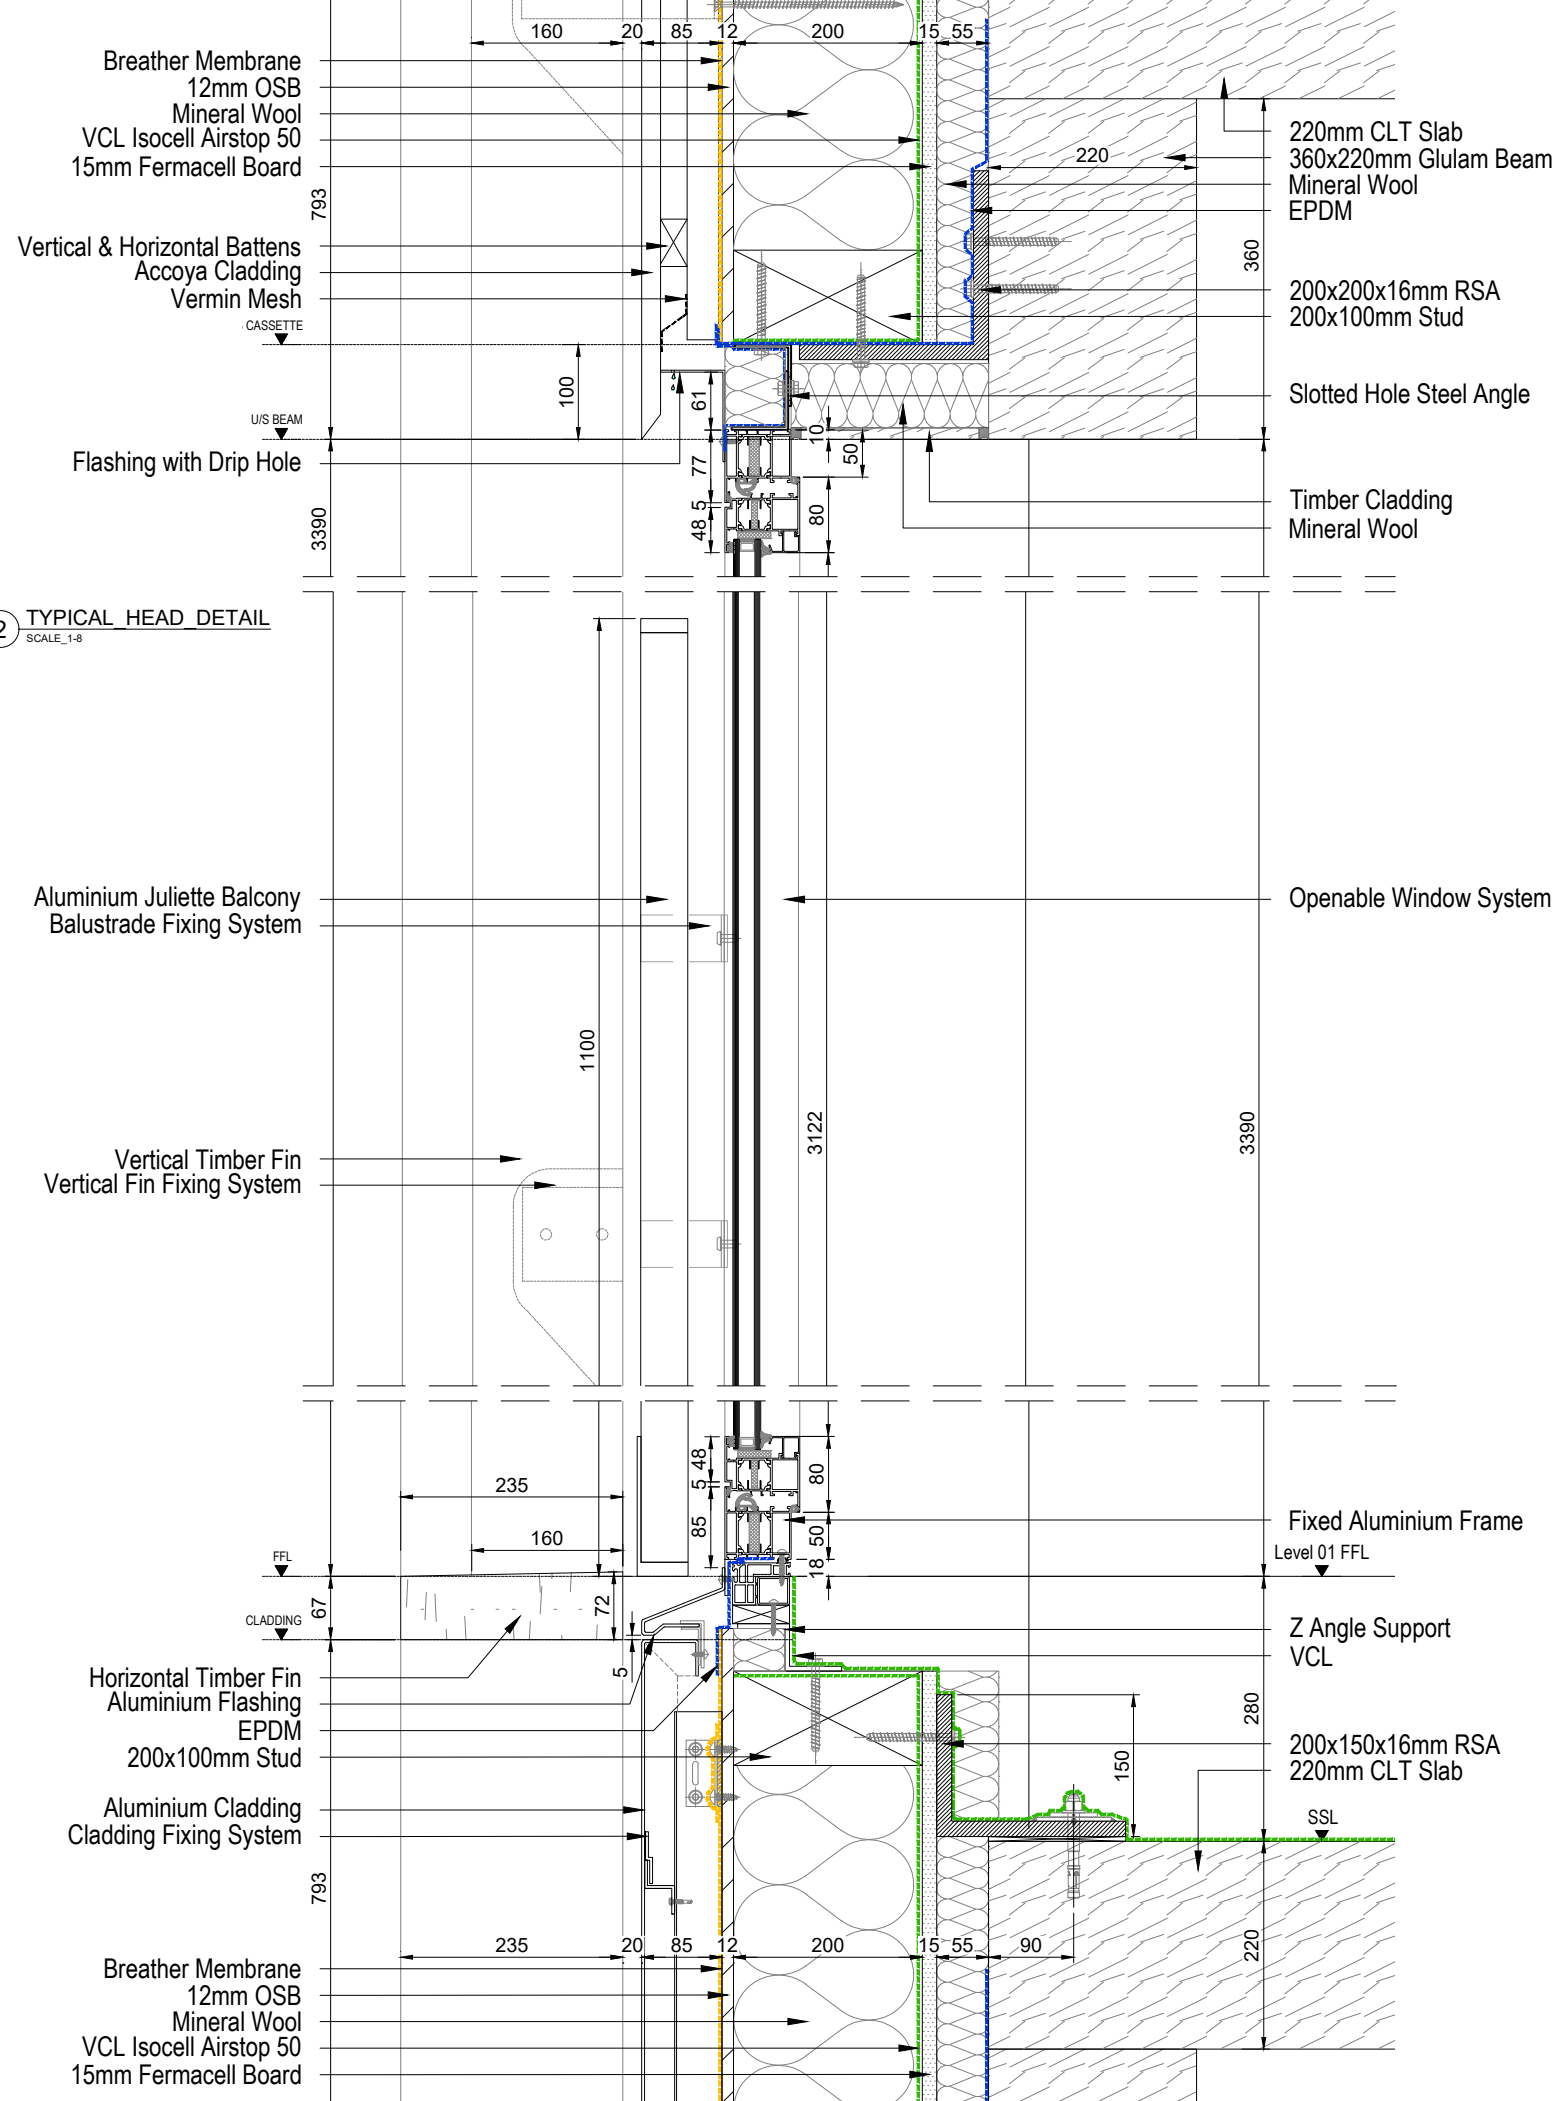 160 20 85 12 200 15 55
Breather Membrane
12mm OSB
Mineral Wool
VCL Isocell Airstop 50
15mm Fermacell Board
793
Vertical & Horizontal Battens
Accoya Cladding
Vermin Mesh
CASSETTE
100
U/S BEAM
Flashing with Drip Hole
3390
61
77
5
48
10
50
80
220
360
220mm CLT Slab
360x220mm Glulam Beam
Mineral Wool
EPDM
200x200x16mm RSA
200x100mm Stud
Slotted Hole Steel Angle
Timber Cladding
Mineral Wool
2 TYPICAL_HEAD_DETAIL
SCALE_1-8
Aluminium Juliette Balcony
Balustrade Fixing System
Openable Window System
1100
3122
3390
Vertical Timber Fin
Vertical Fin Fixing System
235
160
48
5
85
80
50
18
Fixed Aluminium Frame
Level 01 FFL
FFL
67
72
CLADDING
5
Horizontal Timber Fin
Aluminium Flashing
EPDM
200x100mm Stud
Aluminium Cladding
Cladding Fixing System
793
Z Angle Support
VCL
280
150
200x150x16mm RSA
220mm CLT Slab
SSL
220
235 20 85 12 200 15 55 90
Breather Membrane
12mm OSB
Mineral Wool
VCL Isocell Airstop 50
15mm Fermacell Board